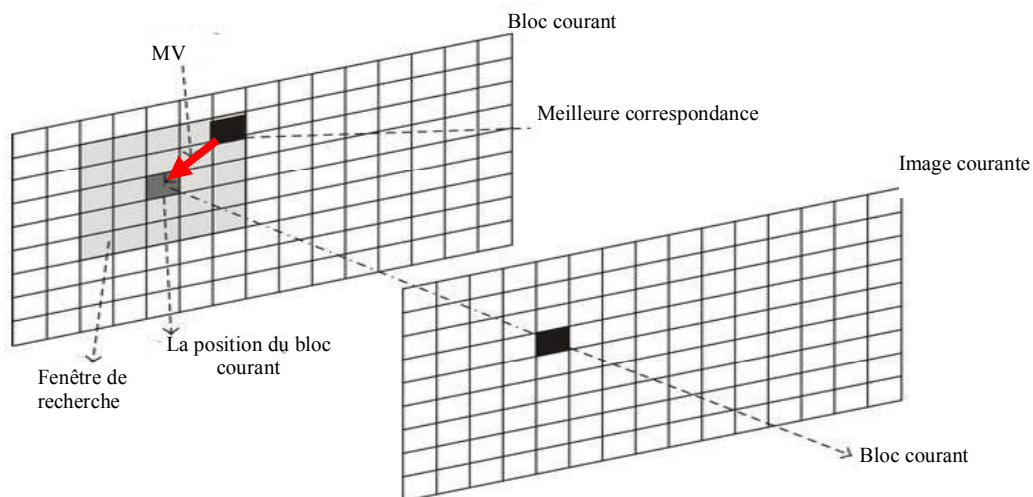 Bloc courant
MV
Meilleure correspondance
Image courante
La position du bloc
courant
Fenêtre de
recherche
Bloc courant